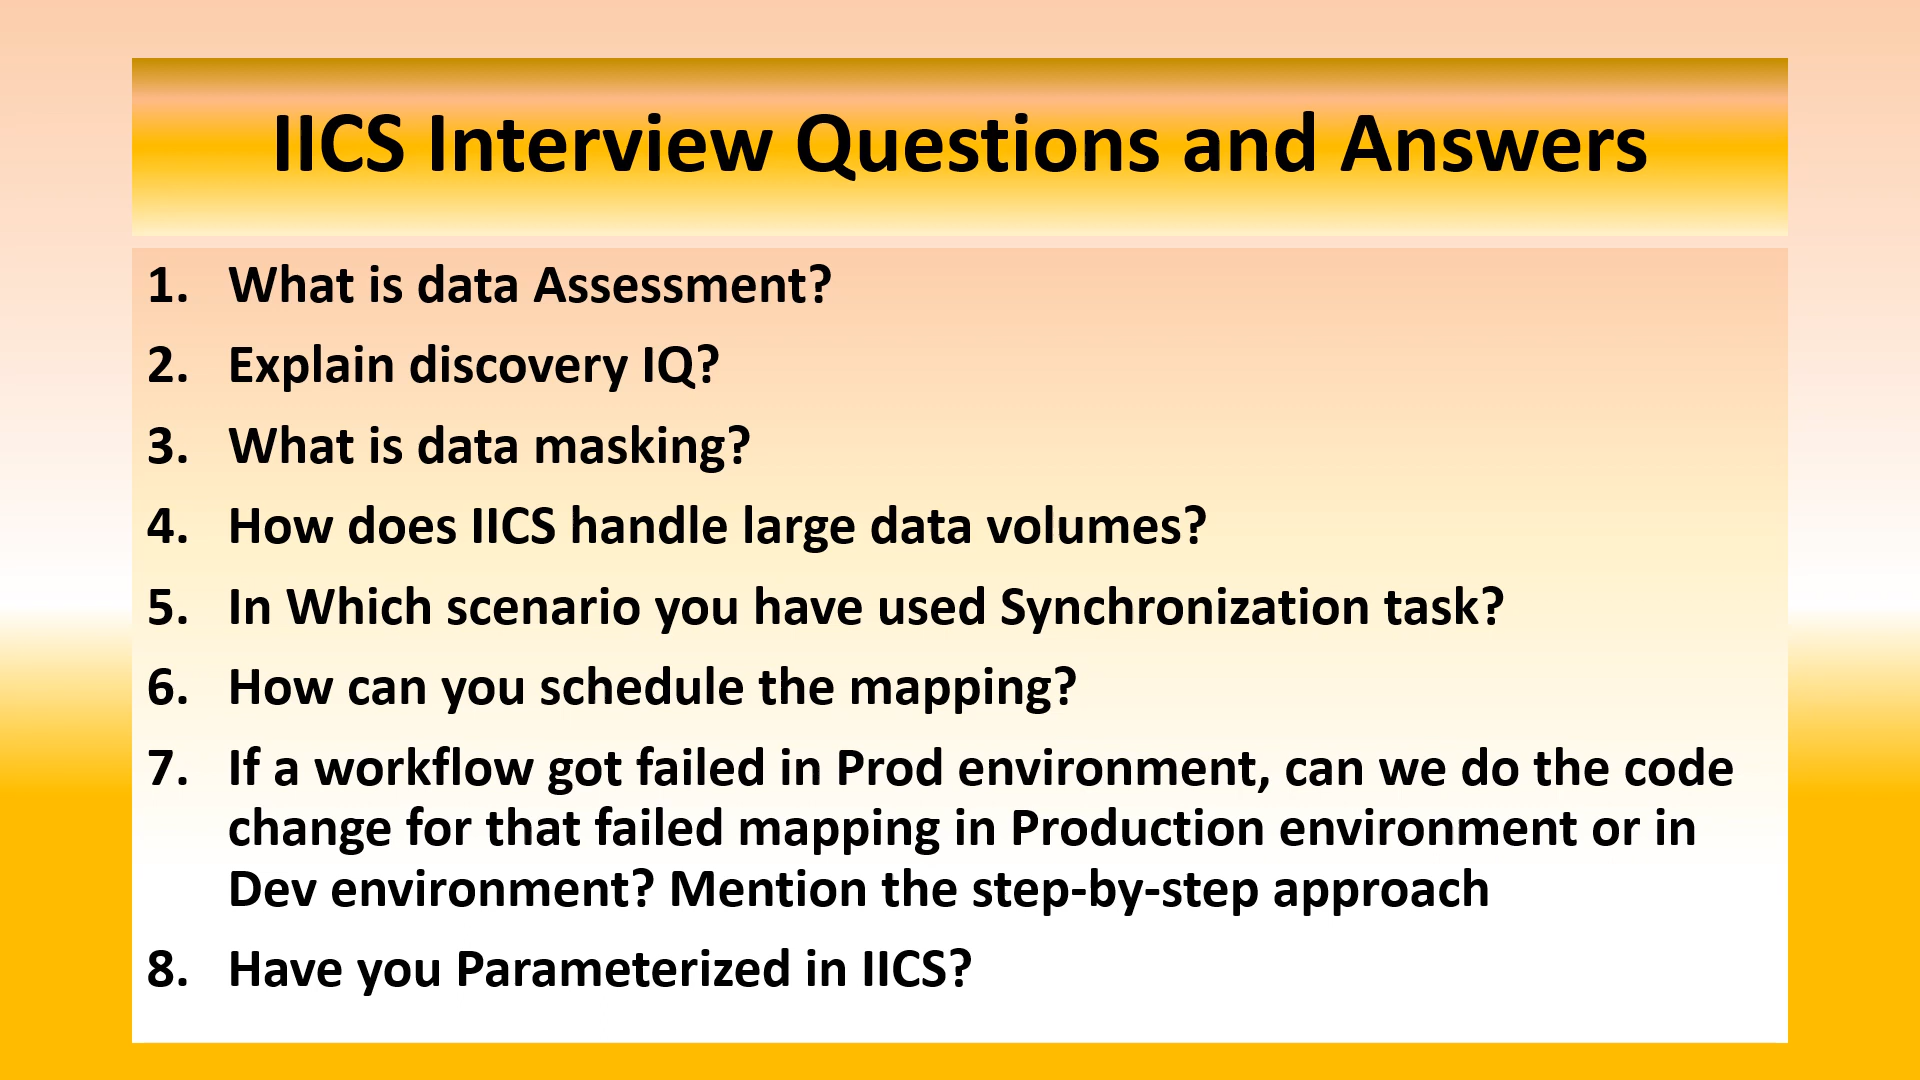 IICS Interview Questions and Answers
1. What is data Assessment?
2. Explain discovery IQ?
3. What is data masking?
4. How does IICS handle large data volumes?
5. In Which scenario you have used Synchronization task?
6. How can you schedule the mapping?
7. If a workflow got failed in Prod environment, can we do the code
change for that failed mapping in Production environment or in
Dev environment? Mention the step-by-step approach
8. Have you Parameterized in IICS?